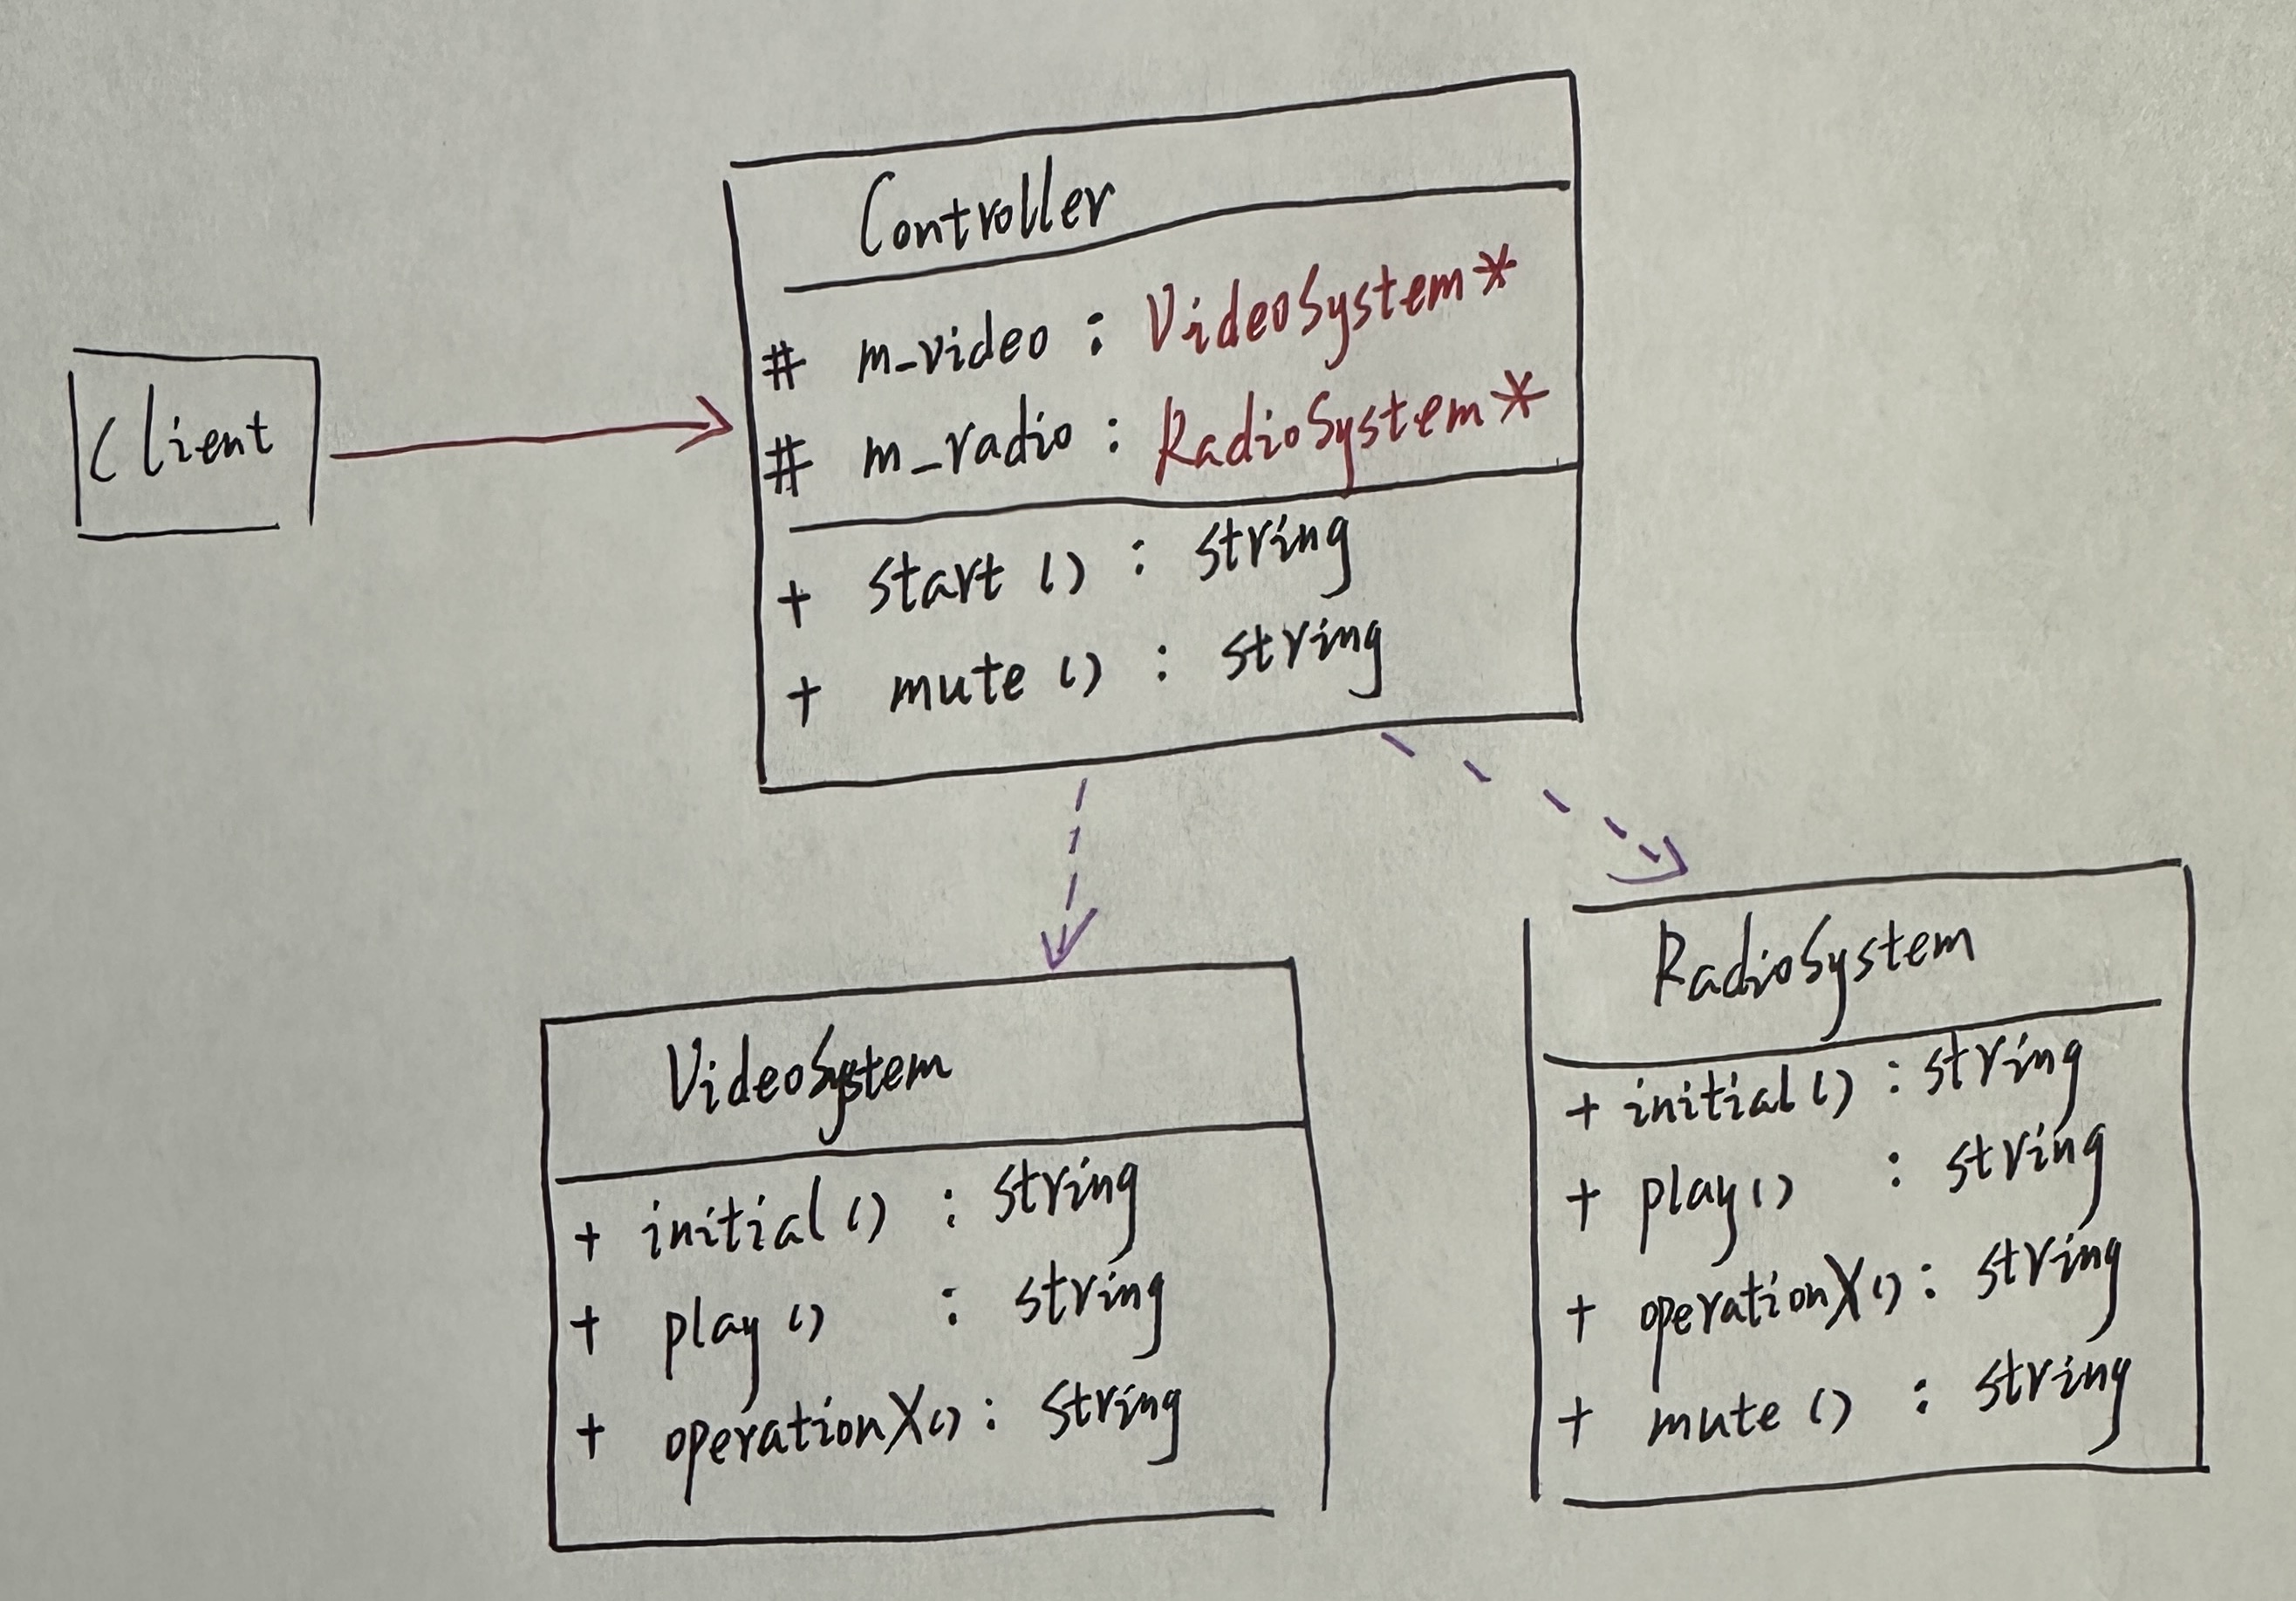 Controller
# m_video : VideoSystem*
# m_radio : RadioSystem*
+ start () : string
+ mute () : string
Client
VideoSystem
+ initial () : string
+ play () : string
+ operationX() : string
RadioSystem
+ initial () : string
+ play () : string
+ operationX() : string
+ mute () : string